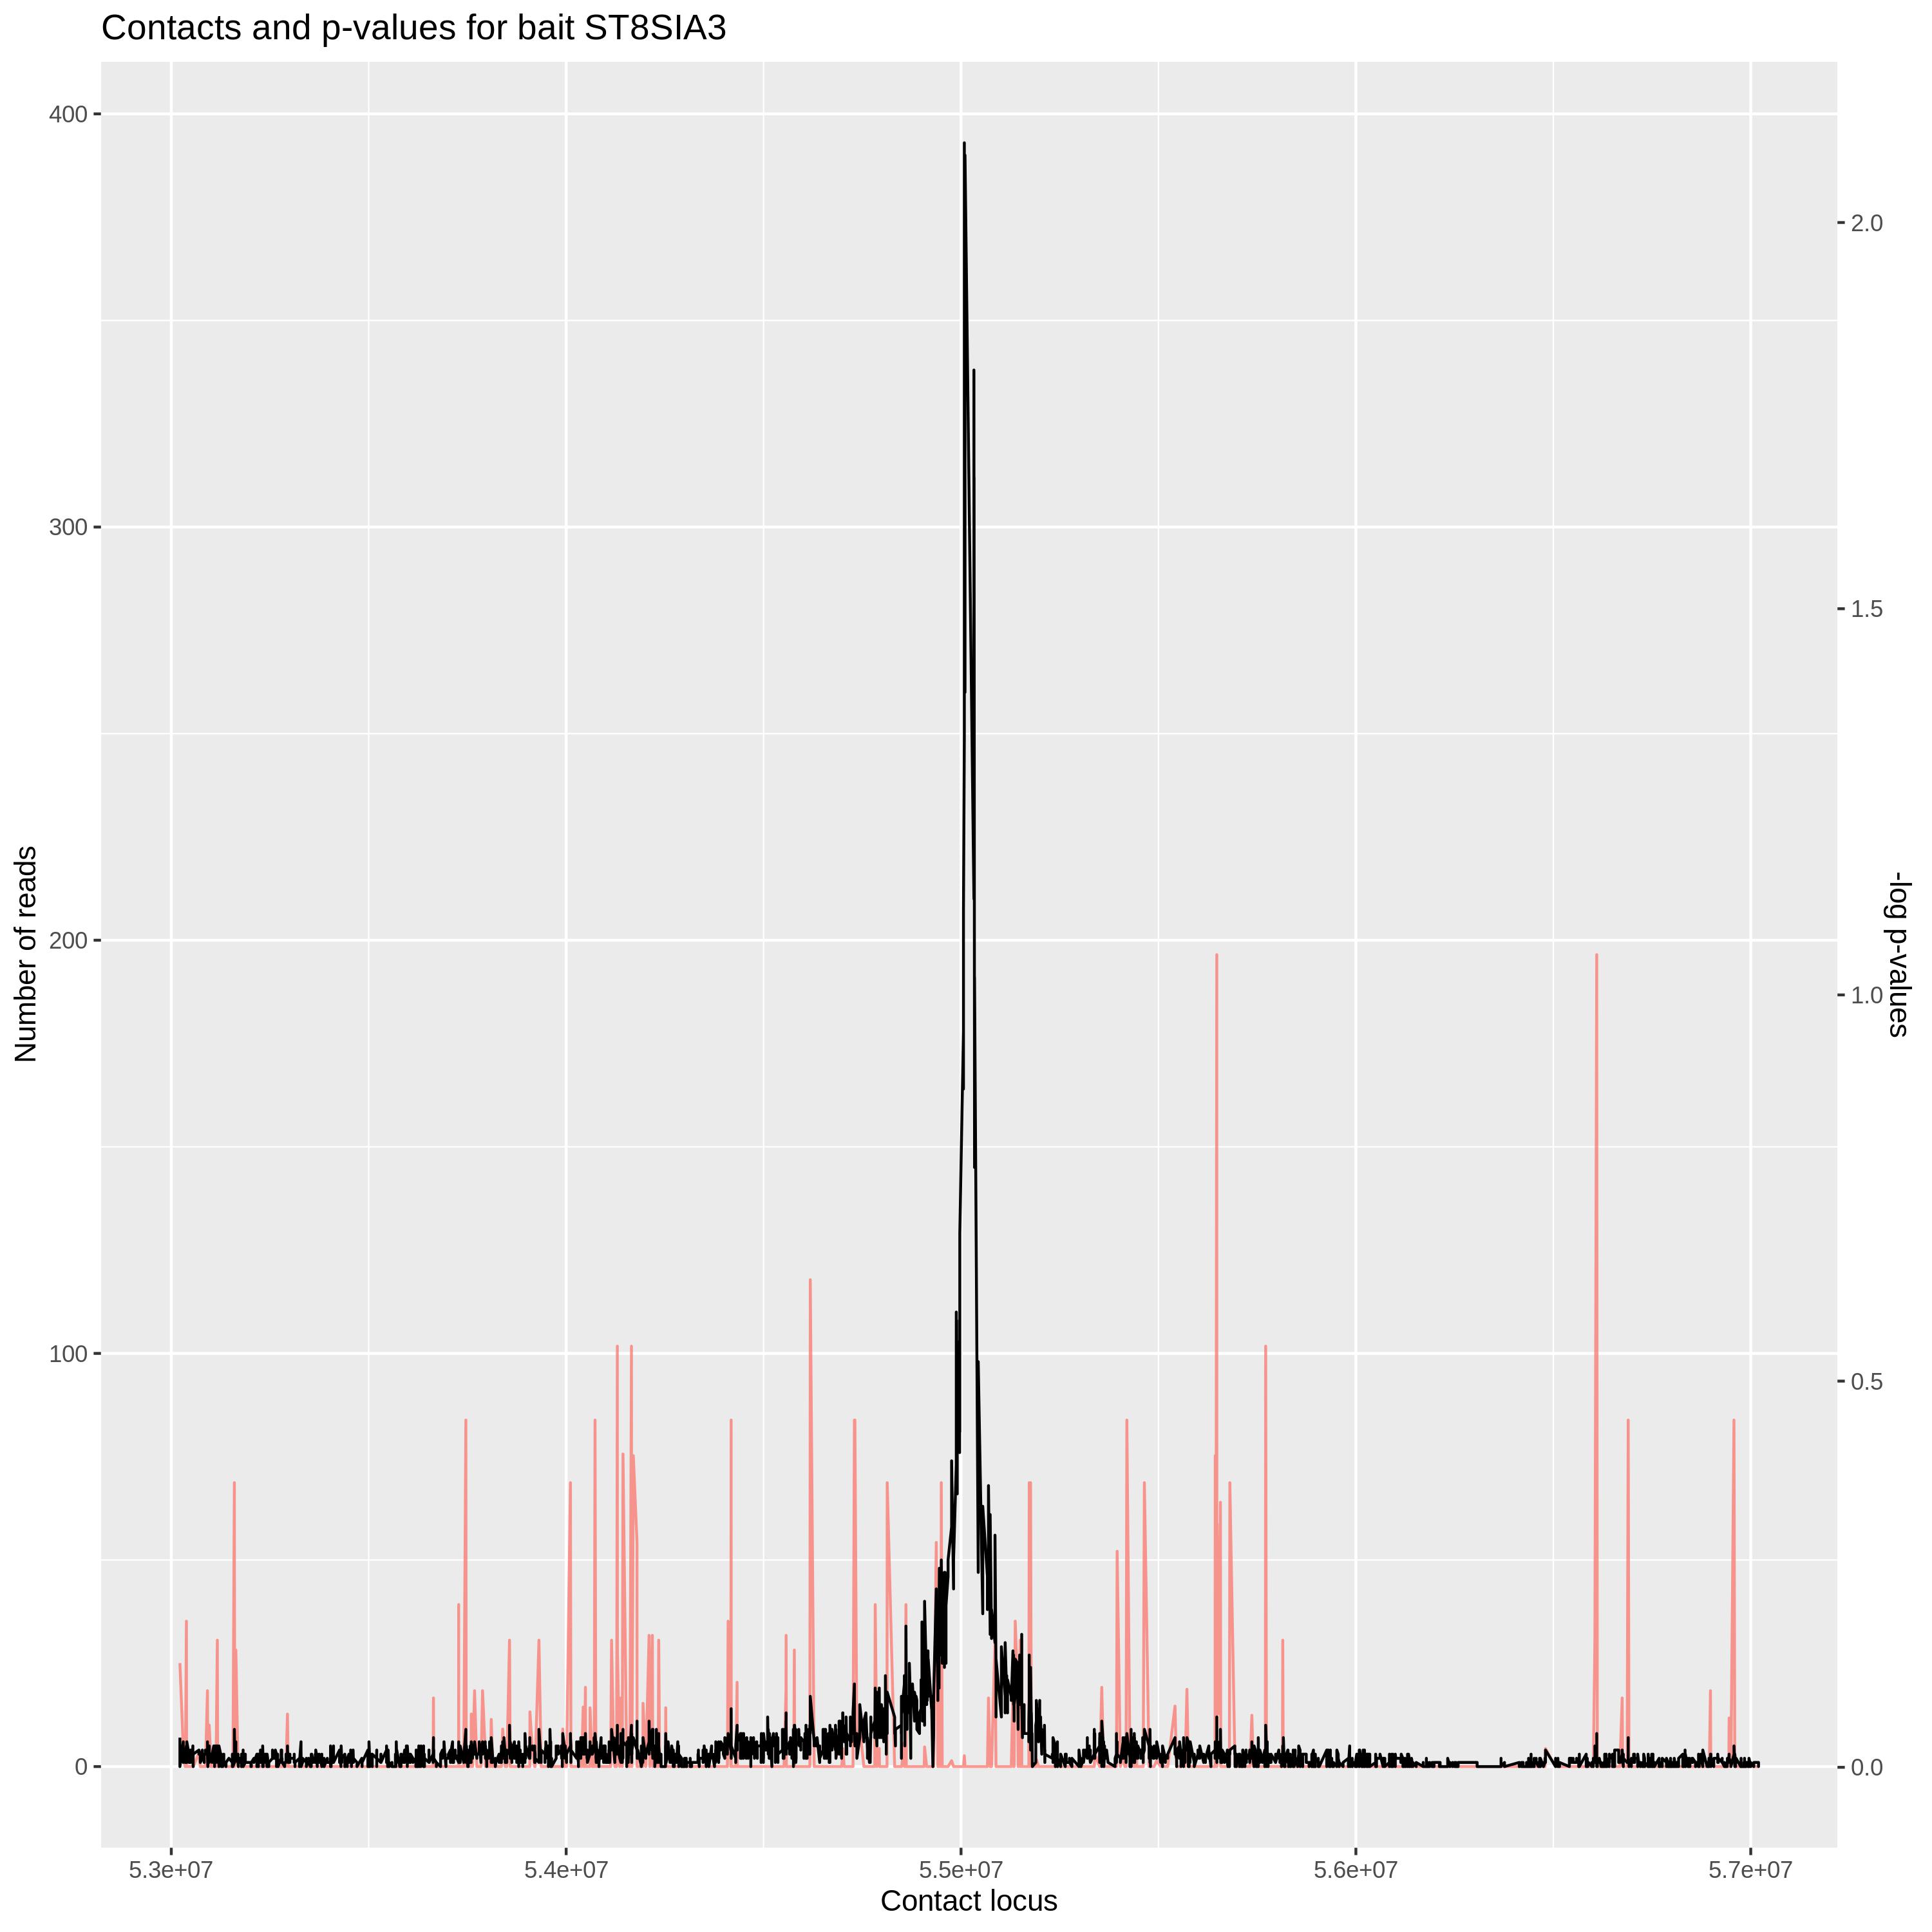 Contacts and p-values for bait ST8SIA3
400
300
200
100
0
Number of reads
2.0
1.5
1.0
0.5
0.0
-log p-values
5.3e+07 5.4e+07 5.5e+07 5.6e+07 5.7e+07
Contact locus